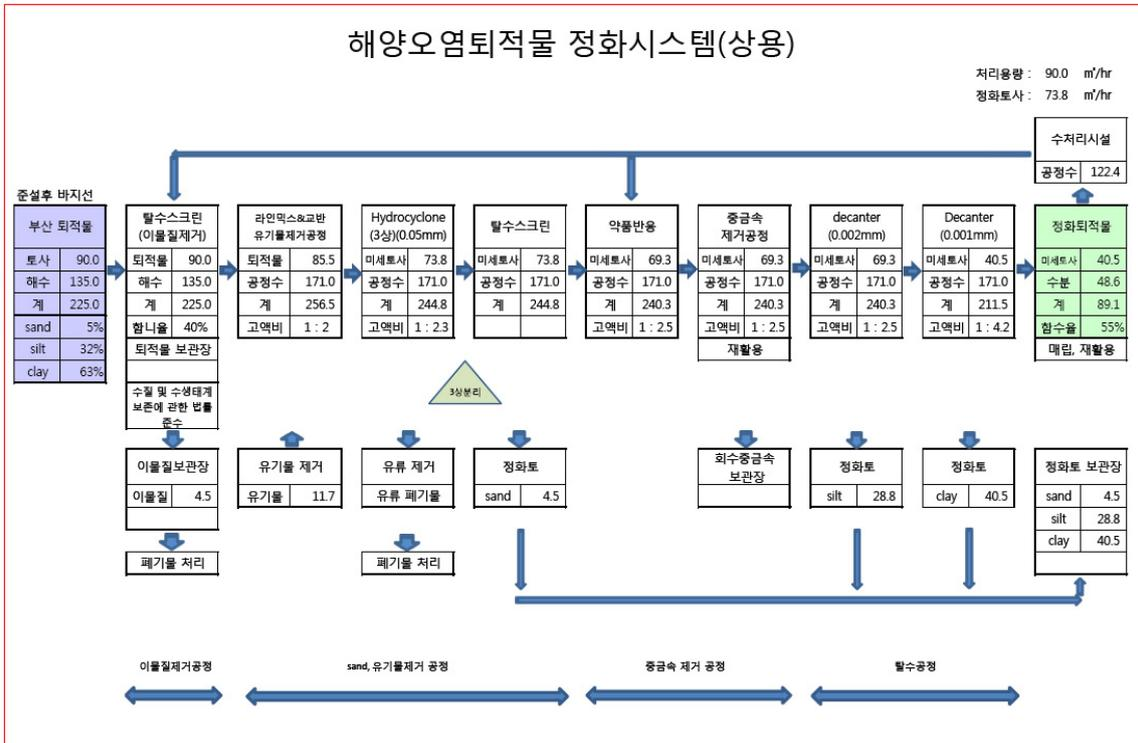 해양오염퇴적물 정화시스템(상용)
처리용량 : 90.0 ㎥/hr
정화토사 : 73.8 ㎥/hr
수처리시설
공정수 122.4
준설후 바지선
부산 퇴적물
토사 90.0
해수 135.0
계 225.0
sand 5%
silt 32%
clay 63%
탈수스크린
(이물질제거)
퇴적물 90.0
해수 135.0
계 225.0
함니율 40%
퇴적물 보관장
수질 및 수생태계
보존에 관한 법률
준수
라인믹스&교반
유기물제거공정
퇴적물 85.5
공정수 171.0
계 256.5
고액비 1 : 2
Hydrocyclone
(3상)(0.05mm)
미세토사 73.8
공정수 171.0
계 244.8
고액비 1 : 2.3
탈수스크린
미세토사 73.8
공정수 171.0
계 244.8
약품반응
미세토사 69.3
공정수 171.0
계 240.3
고액비 1 : 2.5
중금속
제거공정
미세토사 69.3
공정수 171.0
계 240.3
고액비 1 : 2.5
재활용
decanter
(0.002mm)
미세토사 69.3
공정수 171.0
계 240.3
고액비 1 : 2.5
Decanter
(0.001mm)
미세토사 40.5
공정수 171.0
계 211.5
고액비 1 : 4.2
정화퇴적물
미세토사 40.5
수분 48.6
계 89.1
함수율 55%
매립, 재활용
3상분리
이물질보관장
이물질 4.5
폐기물 처리
유기물 제거
유기물 11.7
유류 제거
유류 폐기물
폐기물 처리
정화토
sand 4.5
회수중금속
보관장
정화토
silt 28.8
정화토
clay 40.5
정화토 보관장
sand 4.5
silt 28.8
clay 40.5
이물질제거공정
sand, 유기물제거 공정
중금속 제거 공정
탈수공정